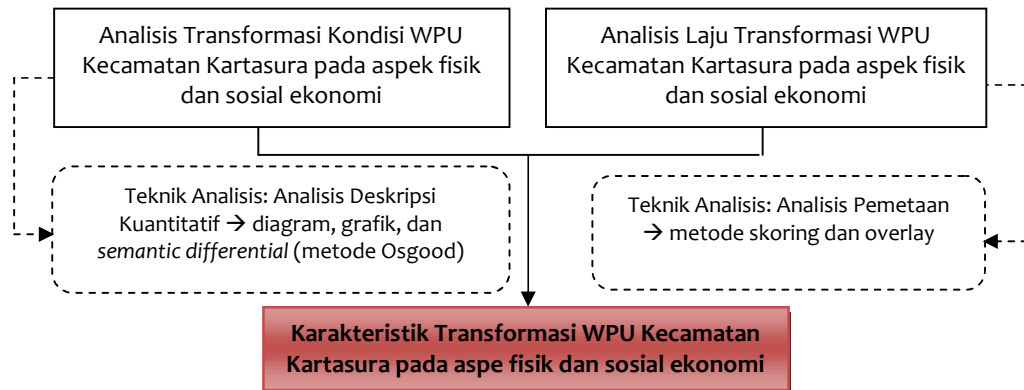 Analisis Transformasi Kondisi WPU
Kecamatan Kartasura pada aspek fisik
dan sosial ekonomi
Analisis Laju Transformasi WPU
Kecamatan Kartasura pada aspek fisik
dan sosial ekonomi
Teknik Analisis: Analisis Deskripsi
Kuantitatif → diagram, grafik, dan
semantic differential (metode Osgood)
Teknik Analisis: Analisis Pemetaan
→ metode skoring dan overlay
Karakteristik Transformasi WPU Kecamatan
Kartasura pada aspe fisik dan sosial ekonomi